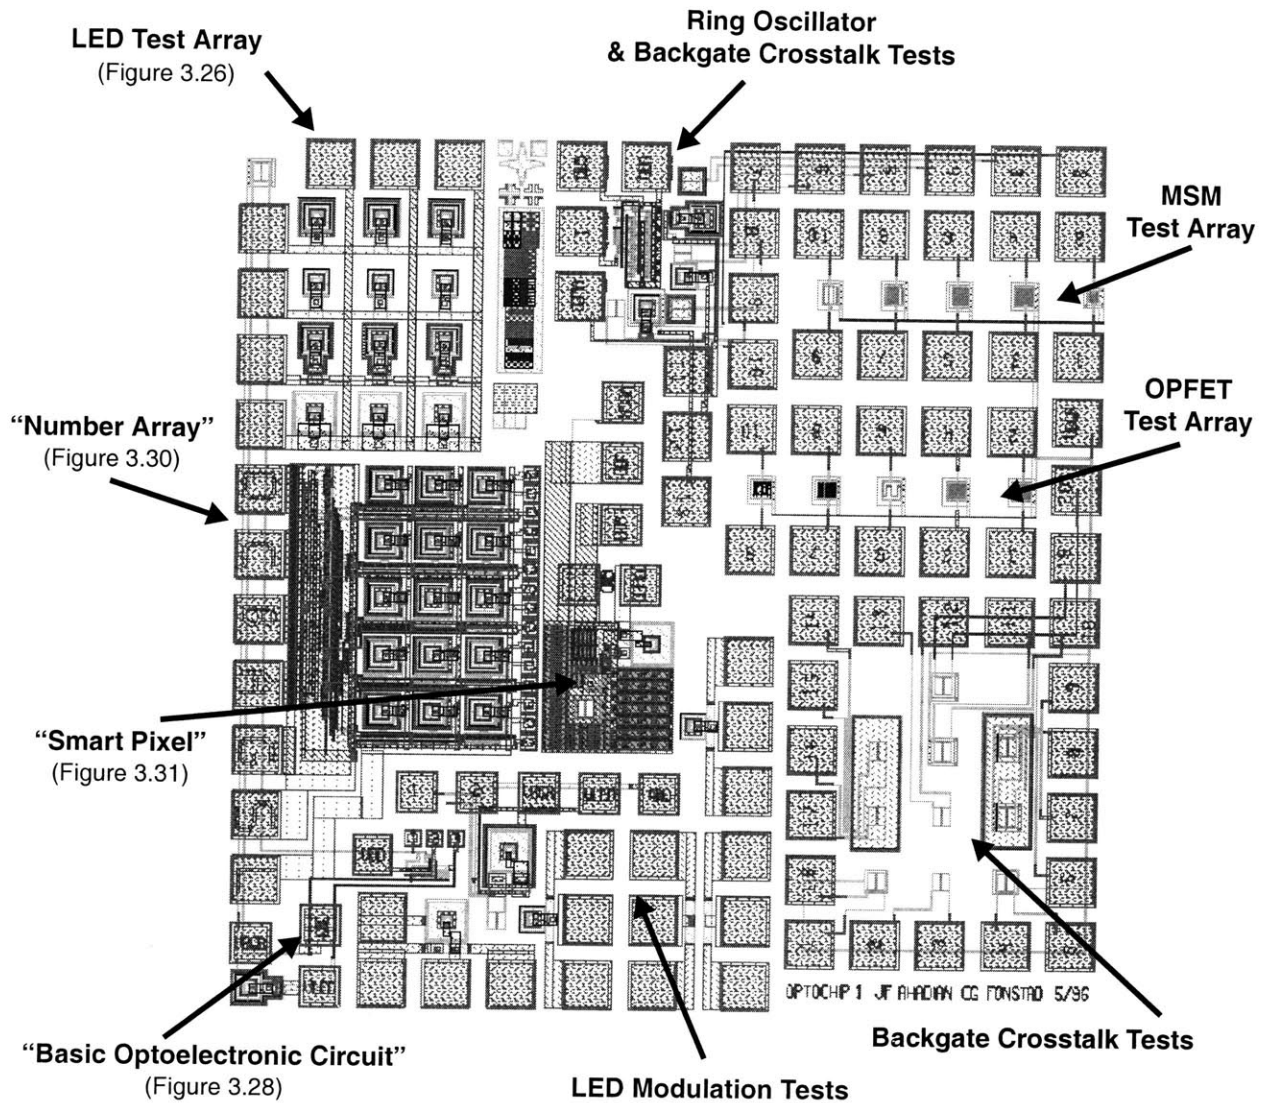 Ring Oscillator
& Backgate Crosstalk Tests
LED Test Array
(Figure 3.26)
MSM
Test Array
OPFET
Test Array
“Number Array”
(Figure 3.30)
“Smart Pixel”
(Figure 3.31)
OPTOCHIP 1 JF AHADIAN CG FONSTAD 5/96
“Basic Optoelectronic Circuit”
(Figure 3.28)
LED Modulation Tests
Backgate Crosstalk Tests